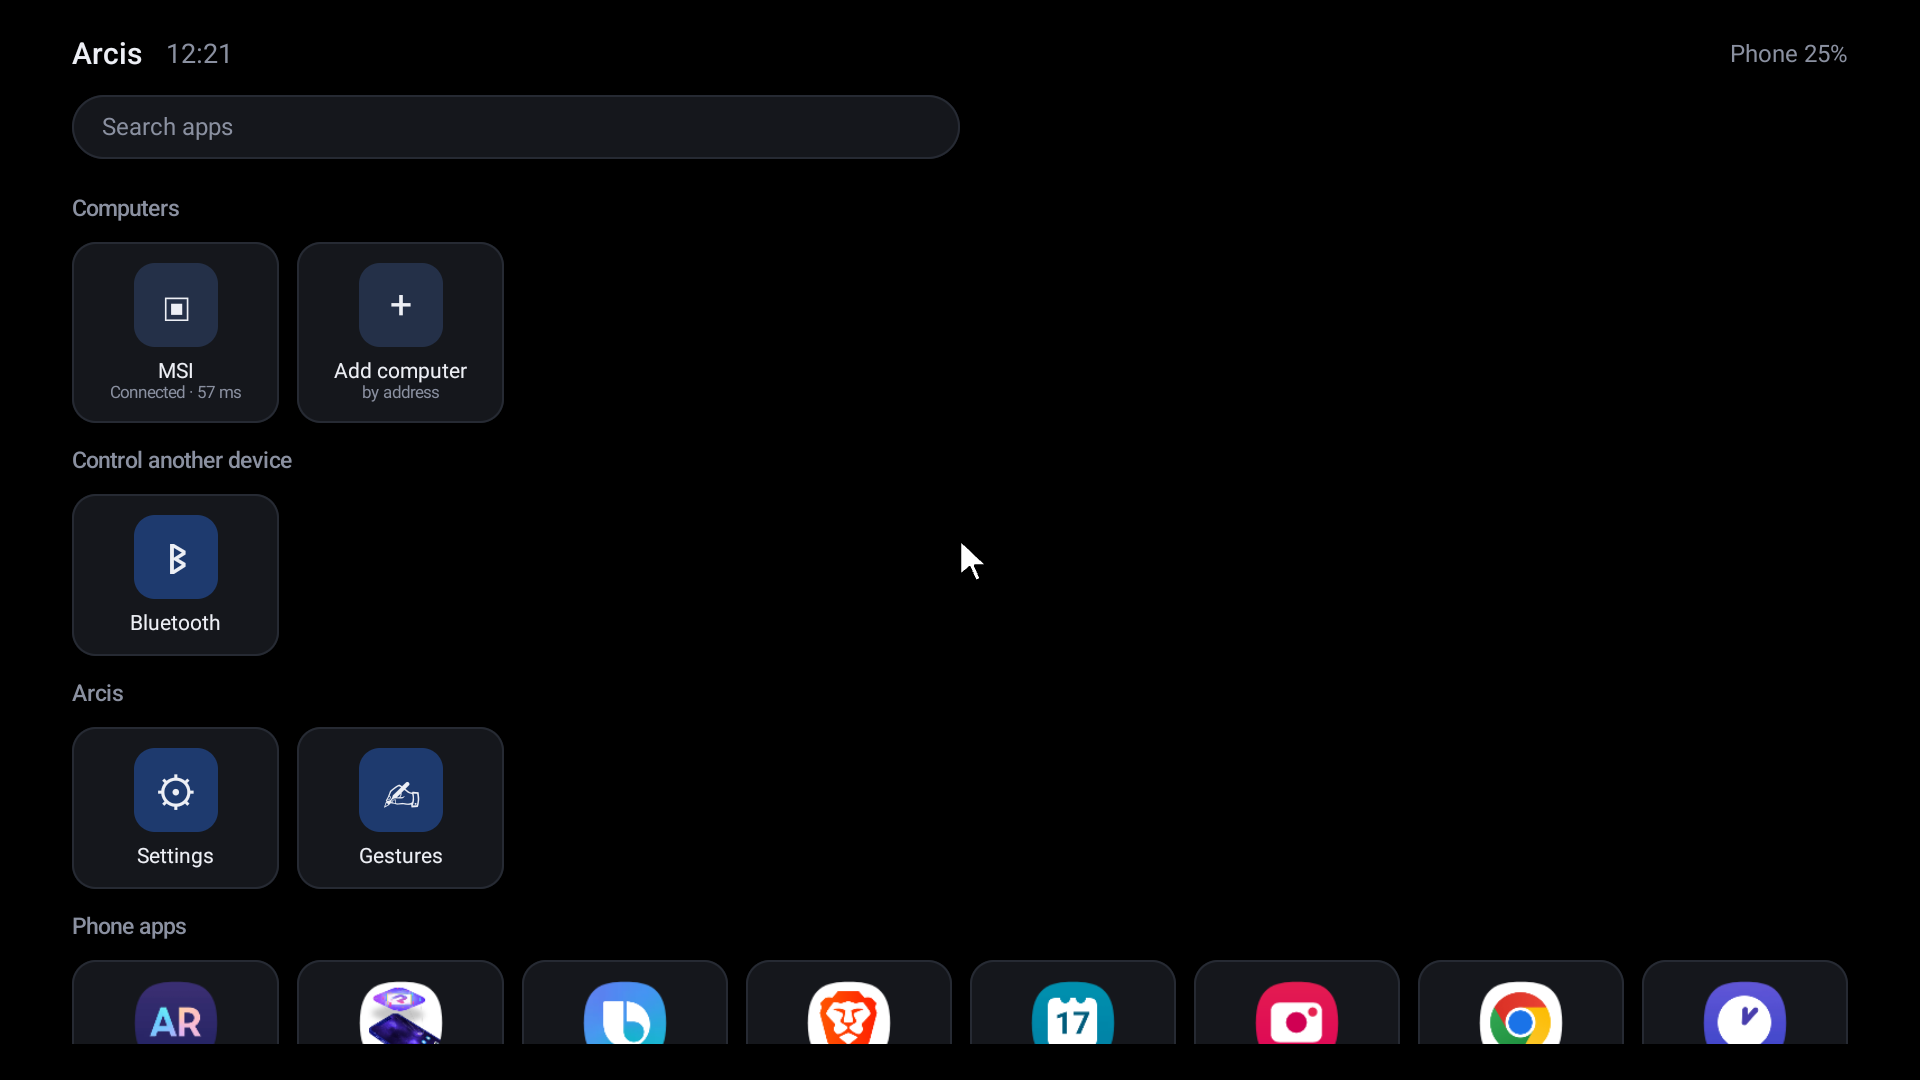 Arcis 12:21
Phone 25%
Search apps
Computers
MSI
Connected · 57 ms
+
Add computer
by address
Control another device
Bluetooth
Arcis
Settings
Gestures
Phone apps
AR
17